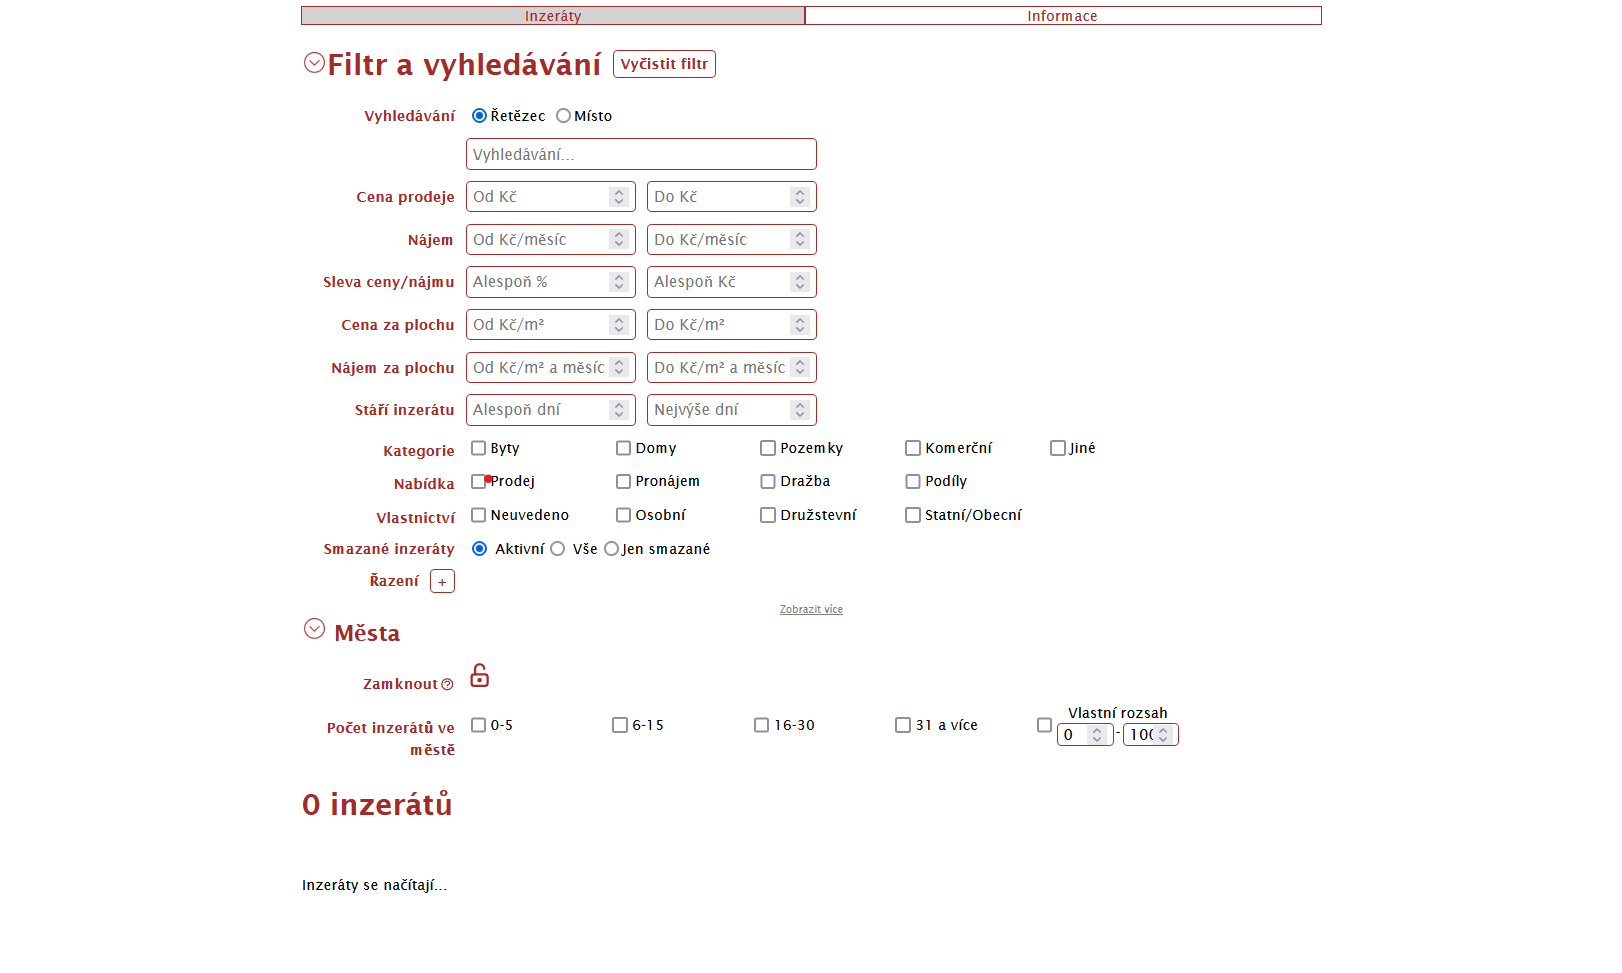 Inzeráty Informace
Filtr a vyhledávání Vyčistit filtr
Vyhledávání Řetězec Místo
Vyhledávání...
Cena prodeje Od Kč Do Kč
Nájem Od Kč/měsíc Do Kč/měsíc
Sleva ceny/nájmu Alespoň % Alespoň Kč
Cena za plochu Od Kč/m² Do Kč/m²
Nájem za plochu Od Kč/m² a měsíc Do Kč/m² a měsíc
Stáří inzerátu Alespoň dní Nejvýše dní
Kategorie Byty Domy Pozemky Komerční Jiné
Nabídka Prodej Pronájem Dražba Podíly
Vlastnictví Neuvedeno Osobní Družstevní Statní/Obecní
Smazané inzeráty Aktivní Vše Jen smazané
Řazení +
Zobrazit více
Města
Zamknout
Vlastní rozsah
Počet inzerátů ve 0-5 6-15 16-30 31 a více 0 -
městě
0 inzerátů
Inzeráty se načítají...